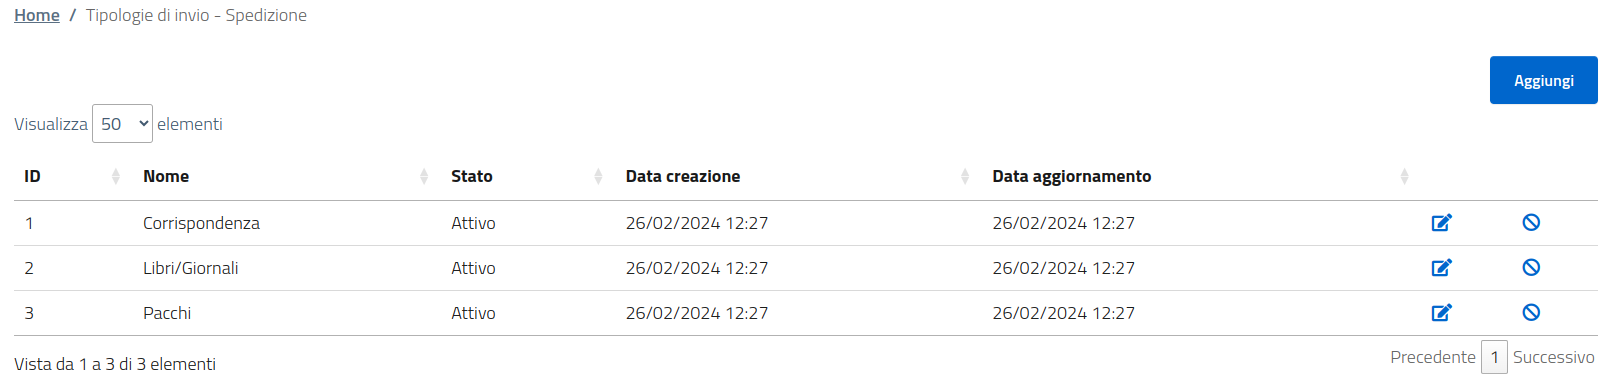 Home / Tipologie di invio - Spedizione
Aggiungi
Visualizza 50 elementi
ID Nome Stato Data creazione Data aggiornamento
1 Corrispondenza Attivo 26/02/2024 12:27 26/02/2024 12:27
2 Libri/Giornali Attivo 26/02/2024 12:27 26/02/2024 12:27
3 Pacchi Attivo 26/02/2024 12:27 26/02/2024 12:27
Vista da 1 a 3 di 3 elementi Precedente 1 Successivo